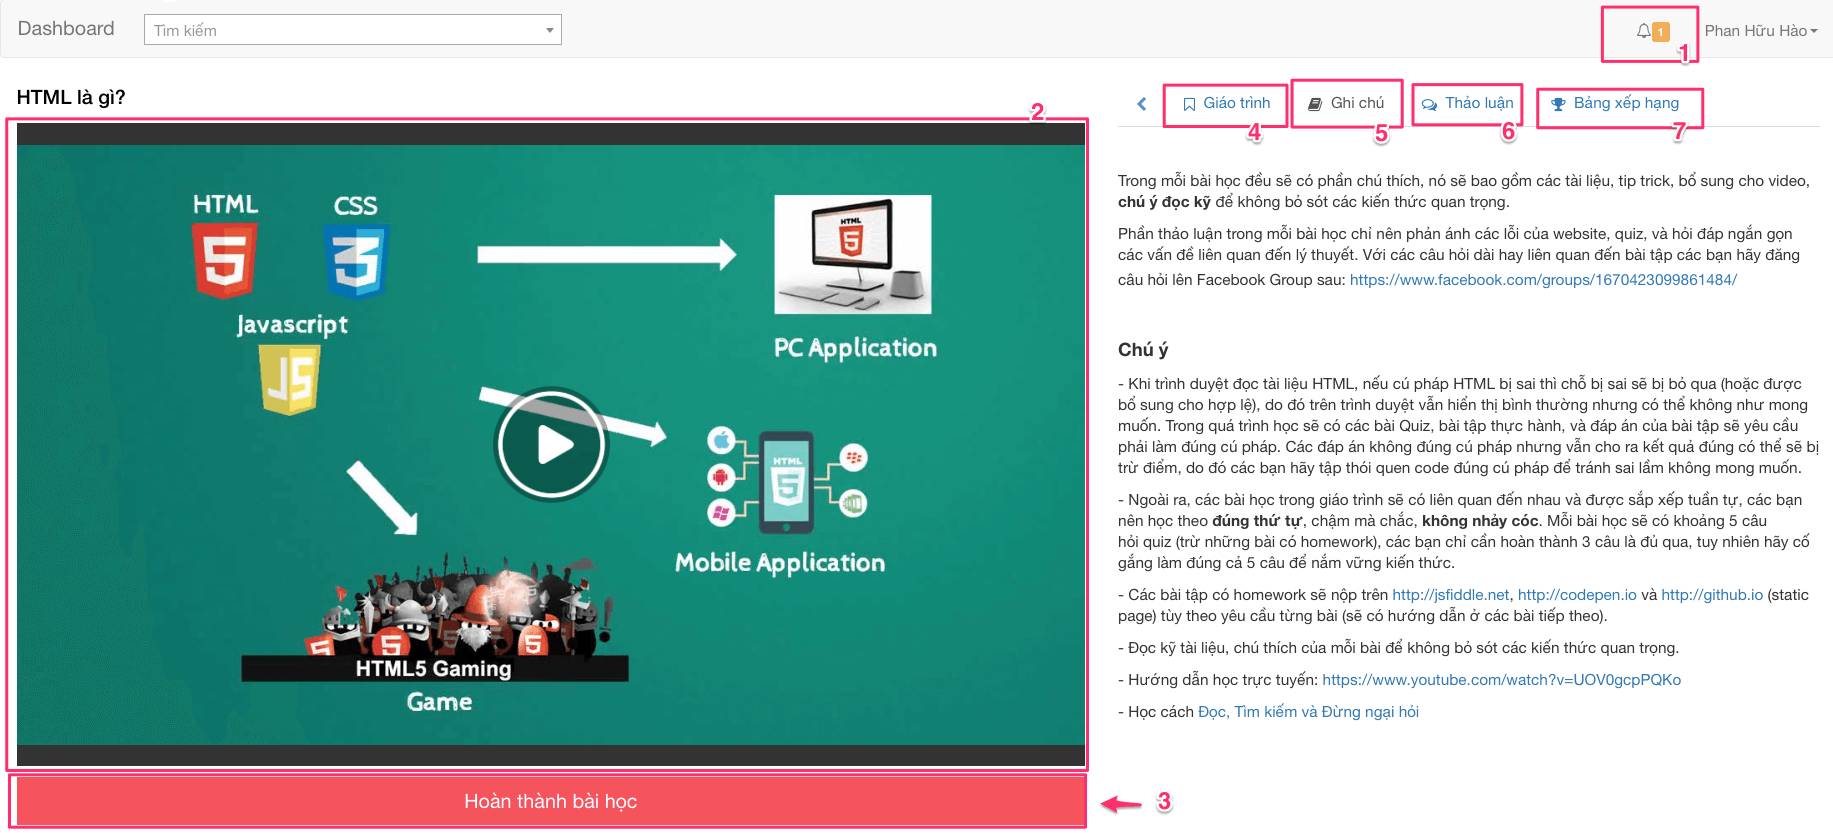 Dashboard
Tìm kiếm
1
Phan Hữu Hào
1
HTML là gì?
2
HTML
CSS
5
3
Javascript
JS
HTML
5
PC Application
HTML
5
Mobile Application
5
5
5
HTML5 Gaming
Game
Hoàn thành bài học
3
Giáo trình
4
Ghi chú
5
Thảo luận
6
Bảng xếp hạng
7
Trong mỗi bài học đều sẽ có phần chú thích, nó sẽ bao gồm các tài liệu, tip trick, bổ sung cho video,
chú ý đọc kỹ để không bỏ sót các kiến thức quan trọng.
Phần thảo luận trong mỗi bài học chỉ nên phản ánh các lỗi của website, quiz, và hỏi đáp ngắn gọn
các vấn đề liên quan đến lý thuyết. Với các câu hỏi dài hay liên quan đến bài tập các bạn hãy đăng
câu hỏi lên Facebook Group sau: https://www.facebook.com/groups/1670423099861484/
Chú ý
- Khi trình duyệt đọc tài liệu HTML, nếu cú pháp HTML bị sai thì chỗ bị sai sẽ bị bỏ qua (hoặc được
bổ sung cho hợp lệ), do đó trên trình duyệt vẫn hiển thị bình thường nhưng có thể không như mong
muốn. Trong quá trình học sẽ có các bài Quiz, bài tập thực hành, và đáp án của bài tập sẽ yêu cầu
phải làm đúng cú pháp. Các đáp án không đúng cú pháp nhưng vẫn cho ra kết quả đúng có thể sẽ bị
trừ điểm, do đó các bạn hãy tập thói quen code đúng cú pháp để tránh sai lầm không mong muốn.
- Ngoài ra, các bài học trong giáo trình sẽ có liên quan đến nhau và được sắp xếp tuần tự, các bạn
nên học theo đúng thứ tự, chậm mà chắc, không nhảy cóc. Mỗi bài học sẽ có khoảng 5 câu
hỏi quiz (trừ những bài có homework), các bạn chỉ cần hoàn thành 3 câu là đủ qua, tuy nhiên hãy cố
gắng làm đúng cả 5 câu để nắm vững kiến thức.
- Các bài tập có homework sẽ nộp trên http://jsfiddle.net, http://codepen.io và http://github.io (static
page) tùy theo yêu cầu từng bài (sẽ có hướng dẫn ở các bài tiếp theo).
- Đọc kỹ tài liệu, chú thích của mỗi bài để không bỏ sót các kiến thức quan trọng.
- Hướng dẫn học trực tuyến: https://www.youtube.com/watch?v=UOV0gcpPQKo
- Học cách Đọc, Tìm kiếm và Đừng ngại hỏi